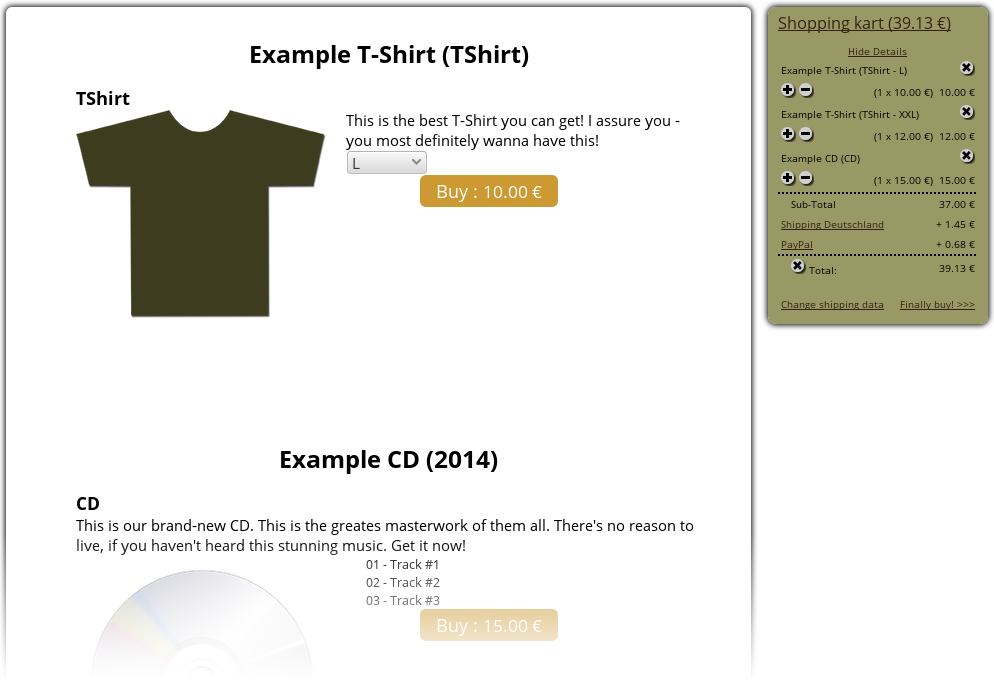 Example T-Shirt (TShirt)
TShirt
This is the best T-Shirt you can get! I assure you -
you most definitely wanna have this!
L
Buy : 10.00 €
Example CD (2014)
CD
This is our brand-new CD. This is the greates masterwork of them all. There's no reason to
live, if you haven't heard this stunning music. Get it now!
01 - Track #1
02 - Track #2
03 - Track #3
Buy : 15.00 €
Shopping kart (39.13 €)
Hide Details
Example T-Shirt (TShirt - L)
(1 x 10.00 €) 10.00 €
Example T-Shirt (TShirt - XXL)
(1 x 12.00 €) 12.00 €
Example CD (CD)
(1 x 15.00 €) 15.00 €
Sub-Total 37.00 €
Shipping Deutschland + 1.45 €
PayPal + 0.68 €
Total: 39.13 €
Change shipping data Finally buy! >>>